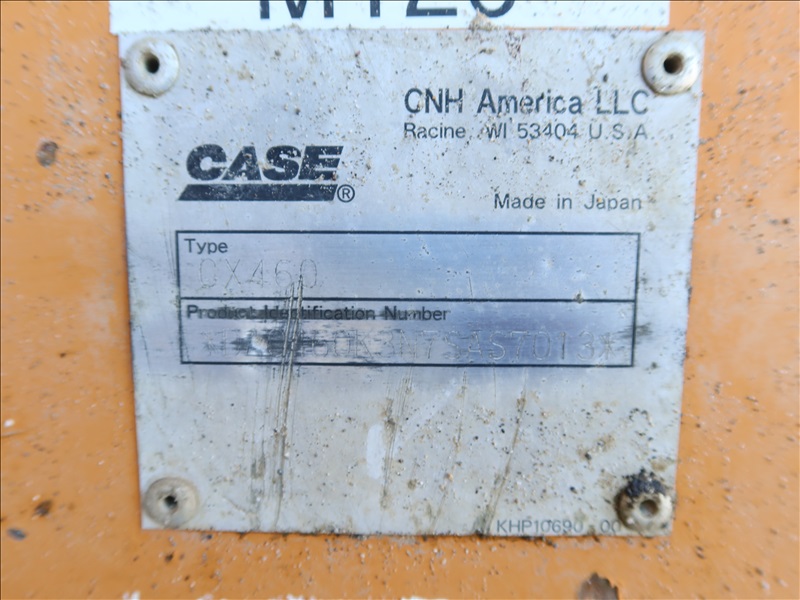 CNH America LLC
Racine, WI 53404 U.S.A.
CASE®
Made in Japan
Type
CX460
Product Identification Number
KHP10690 00